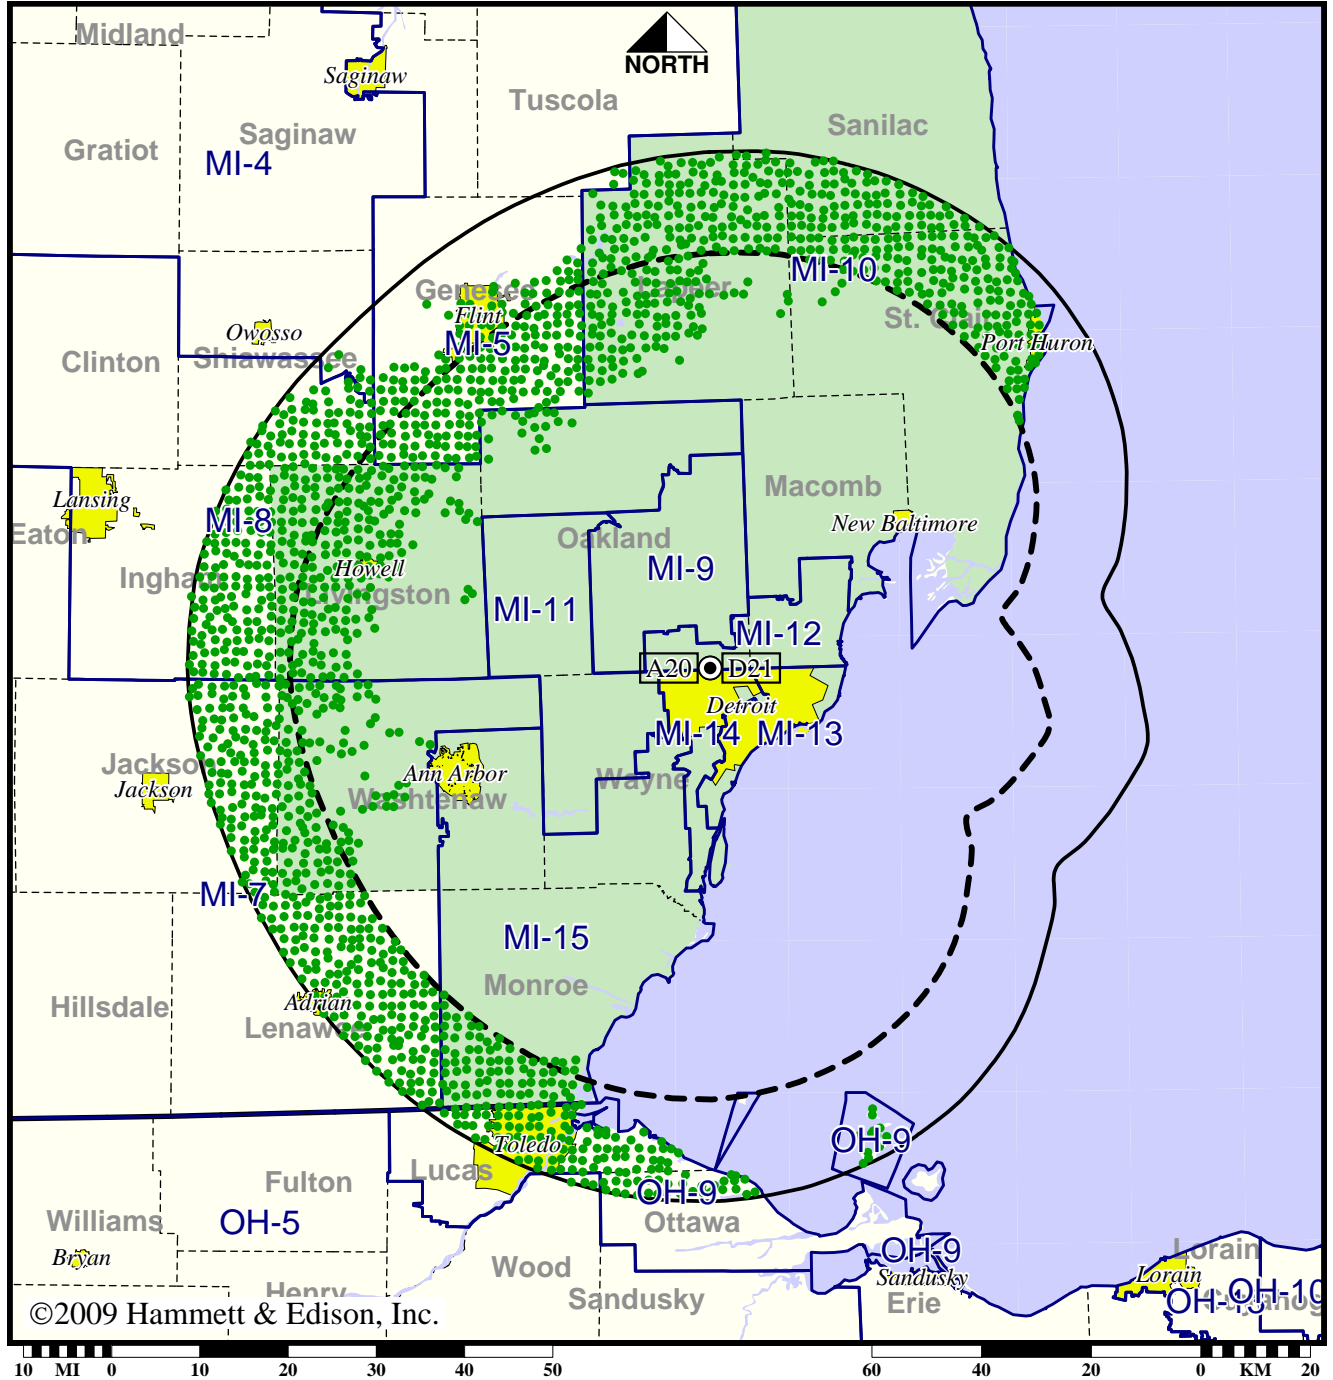 Midland
Saginaw
NORTH
Tuscola
Sanilac
Gratiot
Saginaw
MI-4
MI-10
Genesee
Lapeer
Flint
St. Clair
Owosso
MI-5
Port Huron
Clinton
Shiawassee
Macomb
Lansing
MI-8
New Baltimore
Eaton
Oakland
Howell
MI-9
Ingham
Livingston
MI-11
MI-12
A20
D21
Detroit
MI-14
MI-13
Jackson
Jackson
Ann Arbor
Wayne
Washtenaw
MI-7
MI-15
Monroe
Hillsdale
Adrian
Lenawee
Toledo
OH-9
Lucas
Fulton
OH-9
Williams
OH-5
Ottawa
Bryan
Wood
OH-9
Lorain
Sandusky
Lorain
Henry
Sandusky
Erie
OH-13
OH-10
©2009 Hammett & Edison, Inc.
10 MI 0 10 20 30 40 50
60 40 20 0 KM 20